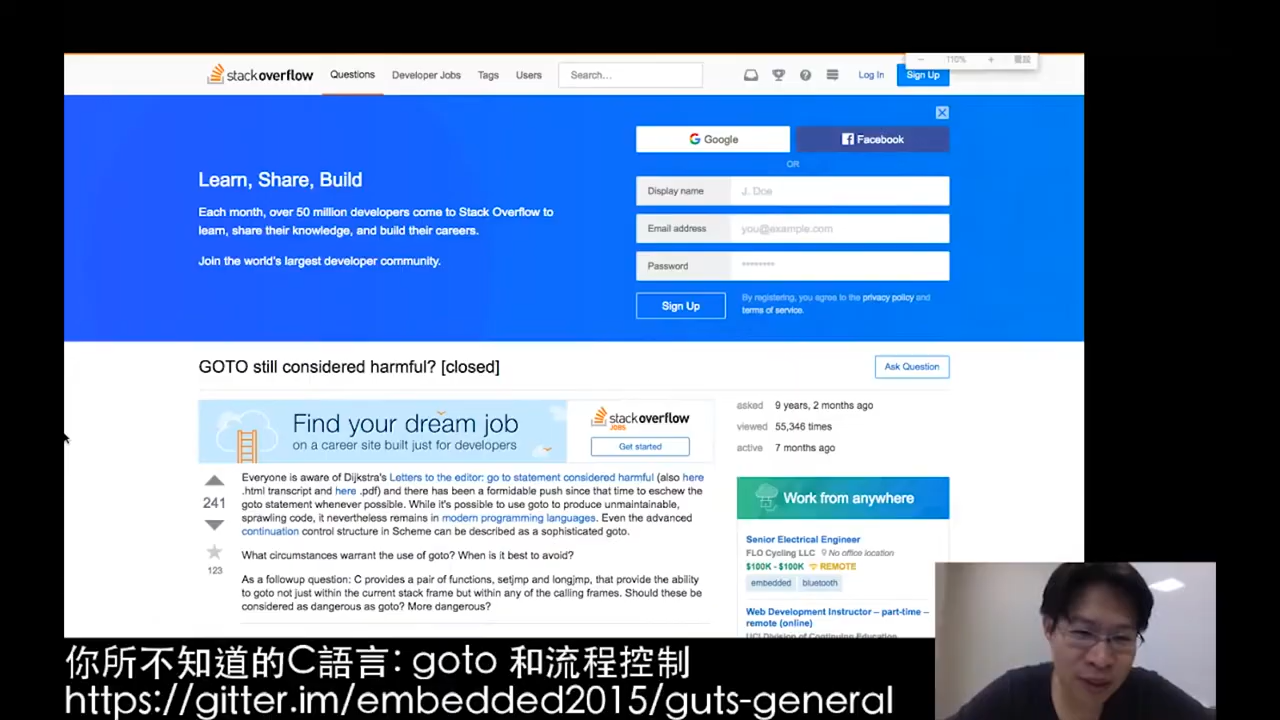 stackoverflow Questions Developer Jobs Tags Users Search... Log In Sign Up
110%
Google Facebook
OR
Learn, Share, Build
Display name J. Doe
Each month, over 50 million developers come to Stack Overflow to
learn, share their knowledge, and build their careers.
Email address you@example.com
Join the world's largest developer community.
Password ********
Sign Up
By registering, you agree to the privacy policy and
terms of service.
GOTO still considered harmful? [closed]
Ask Question
Find your dream job
on a career site built just for developers
stackoverflow
JOBS
Get started
asked 9 years, 2 months ago
viewed 55,346 times
active 7 months ago
241
123
Everyone is aware of Dijkstra's Letters to the editor: go to statement considered harmful (also here
.html transcript and here .pdf) and there has been a formidable push since that time to eschew the
goto statement whenever possible. While it's possible to use goto to produce unmaintainable,
sprawling code, it nevertheless remains in modern programming languages. Even the advanced
continuation control structure in Scheme can be described as a sophisticated goto.
What circumstances warrant the use of goto? When is it best to avoid?
As a followup question: C provides a pair of functions, setjmp and longjmp, that provide the ability
to goto not just within the current stack frame but within any of the calling frames. Should these be
considered as dangerous as goto? More dangerous?
Work from anywhere
Senior Electrical Engineer
FLO Cycling LLC No office location
$100K - $100K REMOTE
embedded bluetooth
Web Development Instructor – part-time –
remote (online)
UCI Division of Continuing Education
你所不知道的C語言: goto 和流程控制
https://gitter.im/embedded2015/guts-general